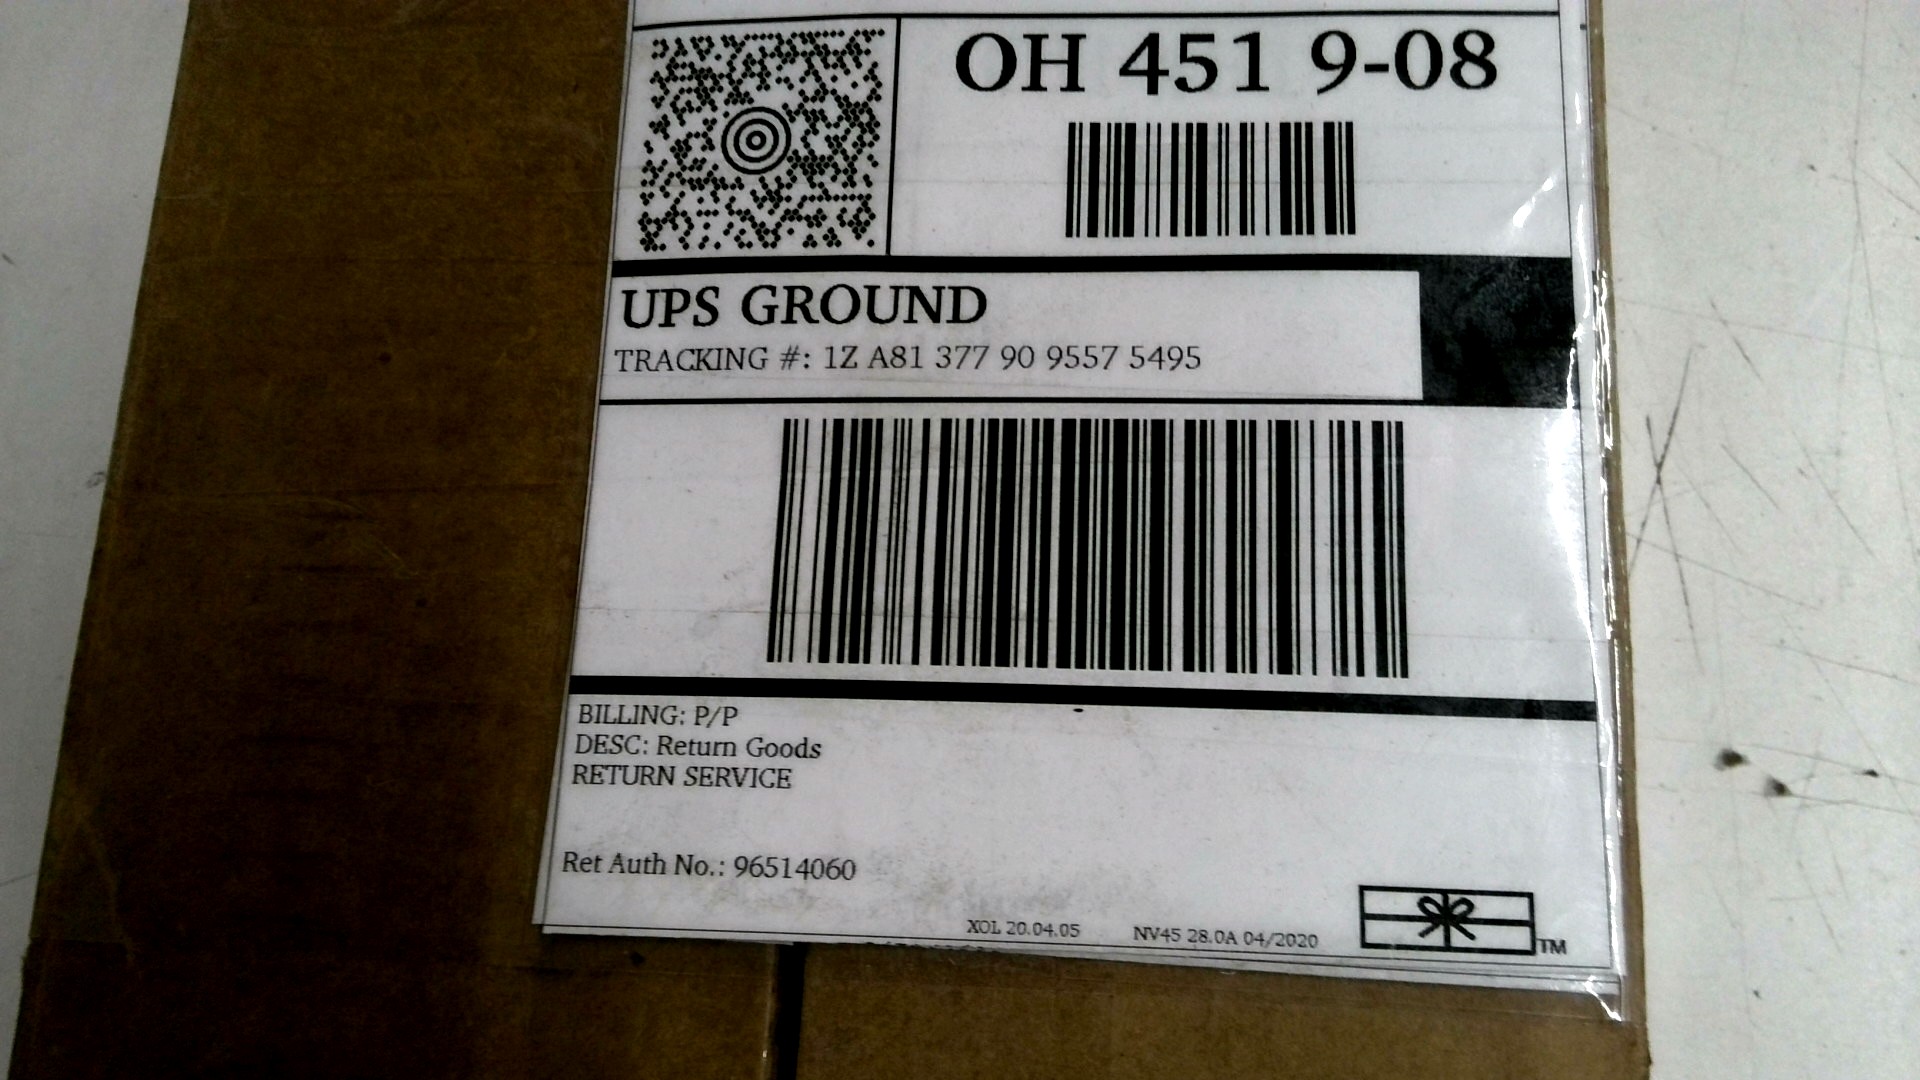 OH 451 9-08
UPS GROUND
TRACKING #: 1Z A81 377 90 9557 5495
BILLING: P/P
DESC: Return Goods
RETURN SERVICE
Ret Auth No.: 96514060
XOL 20.04.05 NV45 28.0A 04/2020
TM